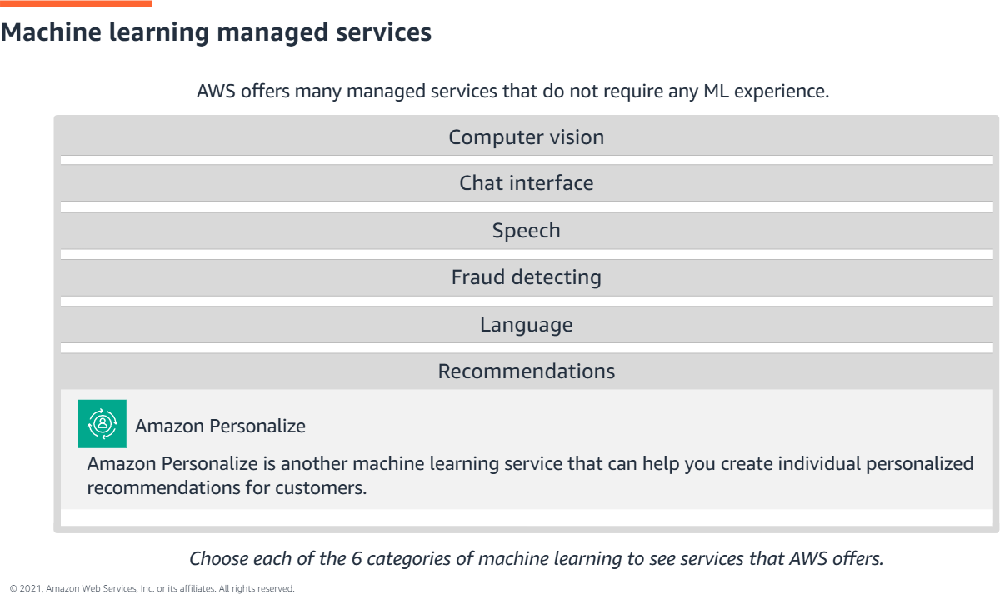 Machine learning managed services
AWS offers many managed services that do not require any ML experience.
Computer vision
Chat interface
Speech
Fraud detecting
Language
Recommendations
Amazon Personalize
Amazon Personalize is another machine learning service that can help you create individual personalized
recommendations for customers.
Choose each of the 6 categories of machine learning to see services that AWS offers.
© 2021, Amazon Web Services, Inc. or its affiliates. All rights reserved.